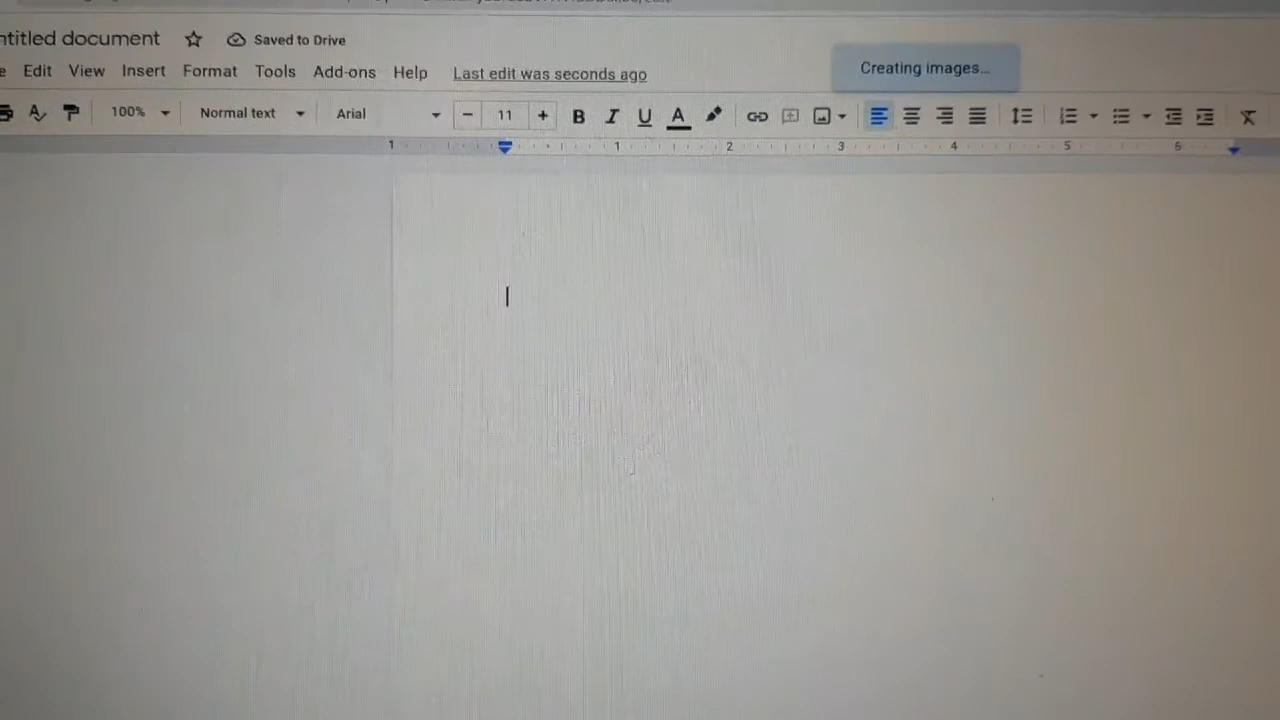 ntitled document Saved to Drive
e Edit View Insert Format Tools Add-ons Help Last edit was seconds ago Creating images...
100% Normal text Arial − 11 + B I U A
1 1 2 3 4 5 6